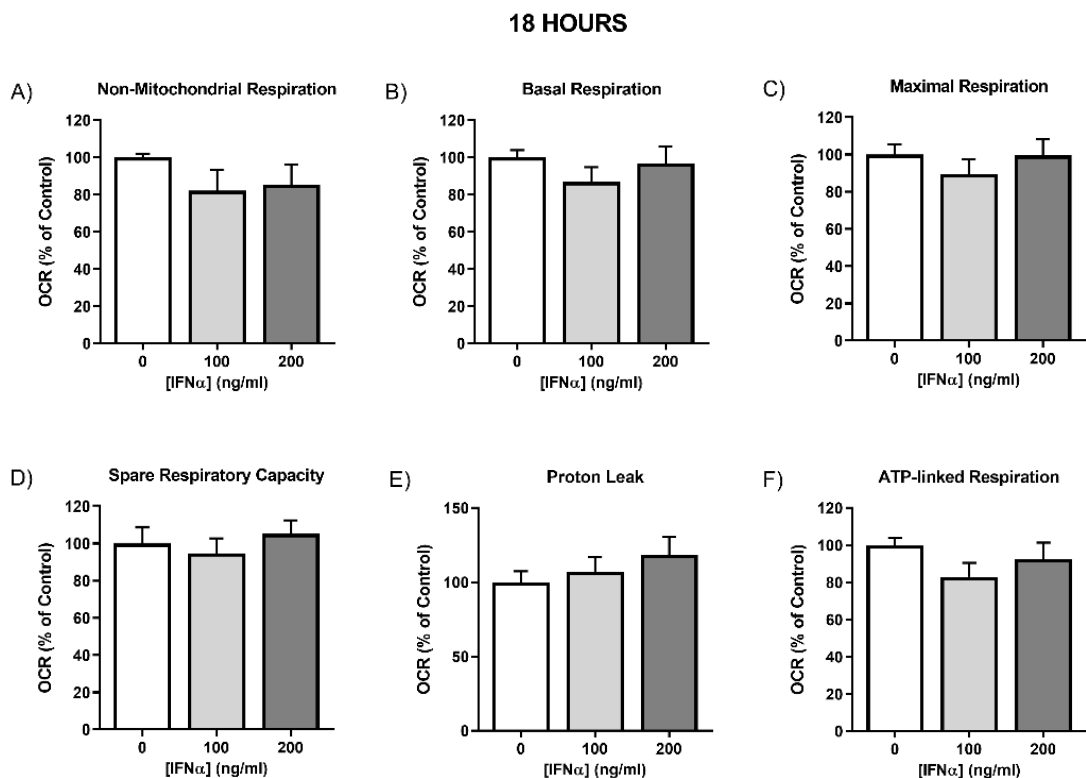 18 HOURS
A)
Non-Mitochondrial Respiration
OCR (% of Control)
120
100
80
60
40
20
0
0 100 200
[IFNα] (ng/ml)
B)
Basal Respiration
OCR (% of Control)
120
100
80
60
40
20
0
0 100 200
[IFNα] (ng/ml)
C)
Maximal Respiration
OCR (% of Control)
120
100
80
60
40
20
0
0 100 200
[IFNα] (ng/ml)
D)
Spare Respiratory Capacity
OCR (% of Control)
120
100
80
60
40
20
0
0 100 200
[IFNα] (ng/ml)
E)
Proton Leak
OCR (% of Control)
150
100
50
0
0 100 200
[IFNα] (ng/ml)
F)
ATP-linked Respiration
OCR (% of Control)
120
100
80
60
40
20
0
0 100 200
[IFNα] (ng/ml)